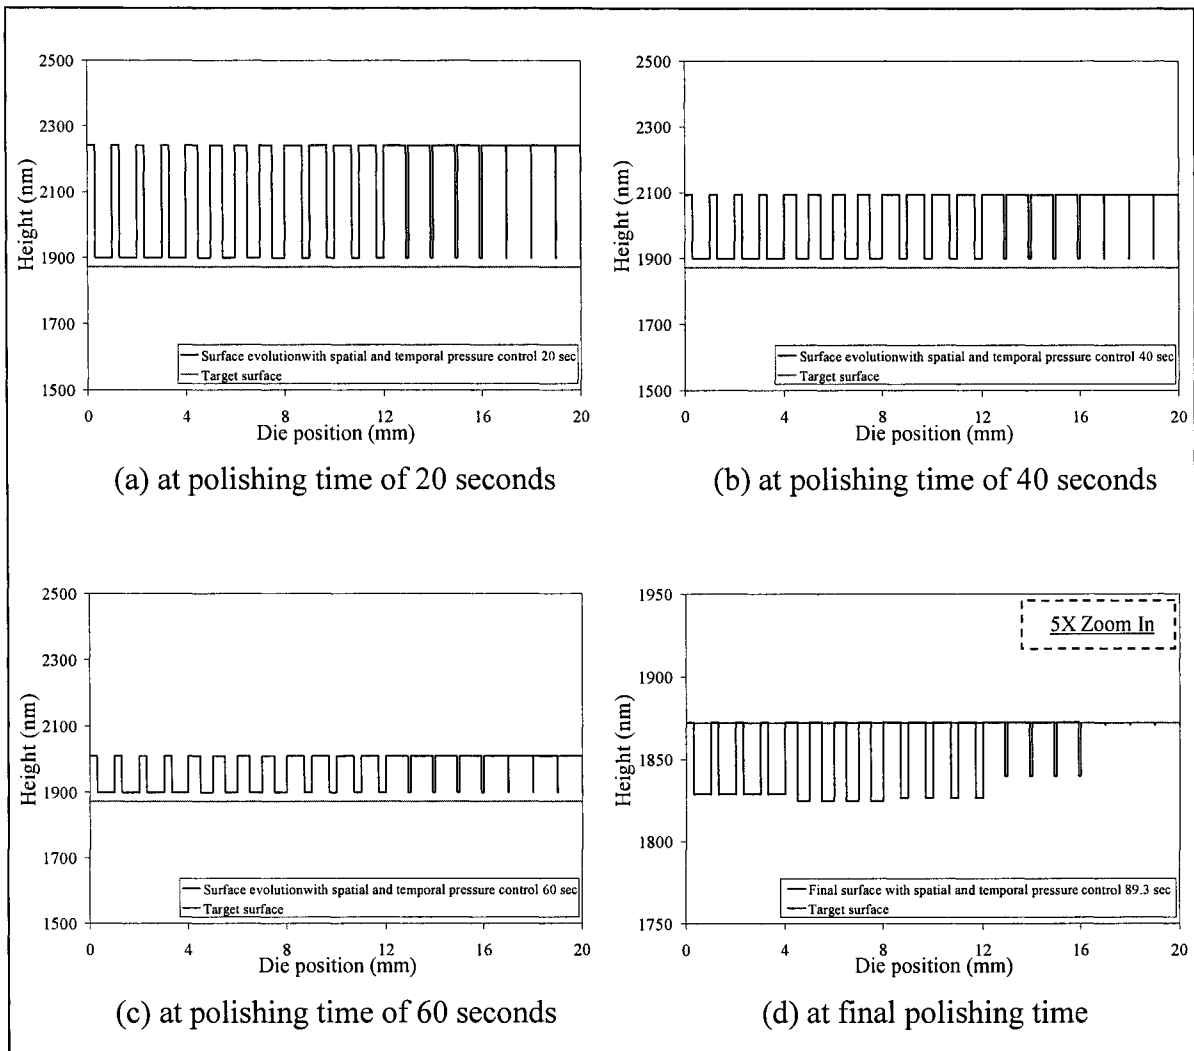 2500
2300
2100
1900
1700
1500
Height (nm)
Surface evolutionwith spatial and temporal pressure control 20 sec
Target surface
0 4 8 12 16 20
Die position (mm)
(a) at polishing time of 20 seconds
2500
2300
2100
1900
1700
1500
Height (nm)
Surface evolutionwith spatial and temporal pressure control 40 sec
Target surface
0 4 8 12 16 20
Die position (mm)
(b) at polishing time of 40 seconds
2500
2300
2100
1900
1700
1500
Height (nm)
Surface evolutionwith spatial and temporal pressure control 60 sec
Target surface
0 4 8 12 16 20
Die position (mm)
(c) at polishing time of 60 seconds
1950
1900
1850
1800
1750
Height (nm)
5X Zoom In
Final surface with spatial and temporal pressure control 89.3 sec
Target surface
0 4 8 12 16 20
Die position (mm)
(d) at final polishing time